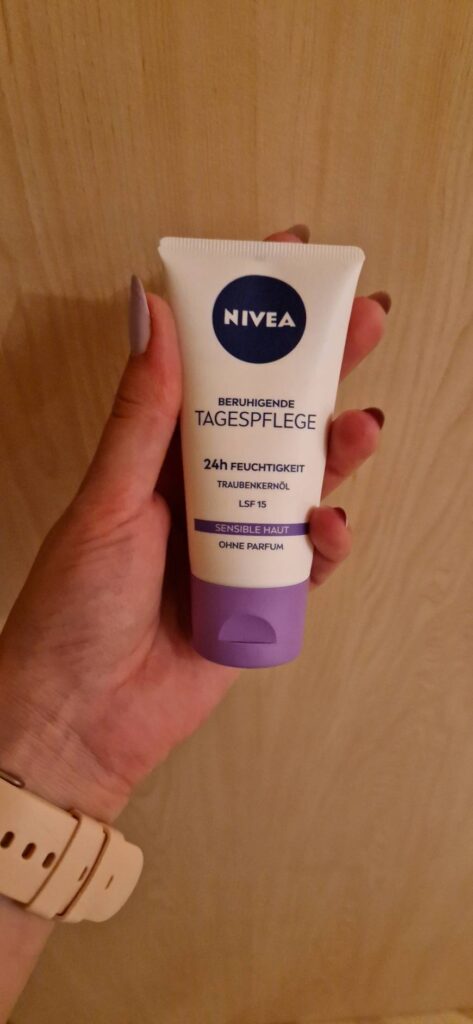 NIVEA
BERUHIGENDE
TAGESPFLEGE
24h FEUCHTIGKEIT
TRAUBENKERNÖL
LSF 15
SENSIBLE HAUT
OHNE PARFUM